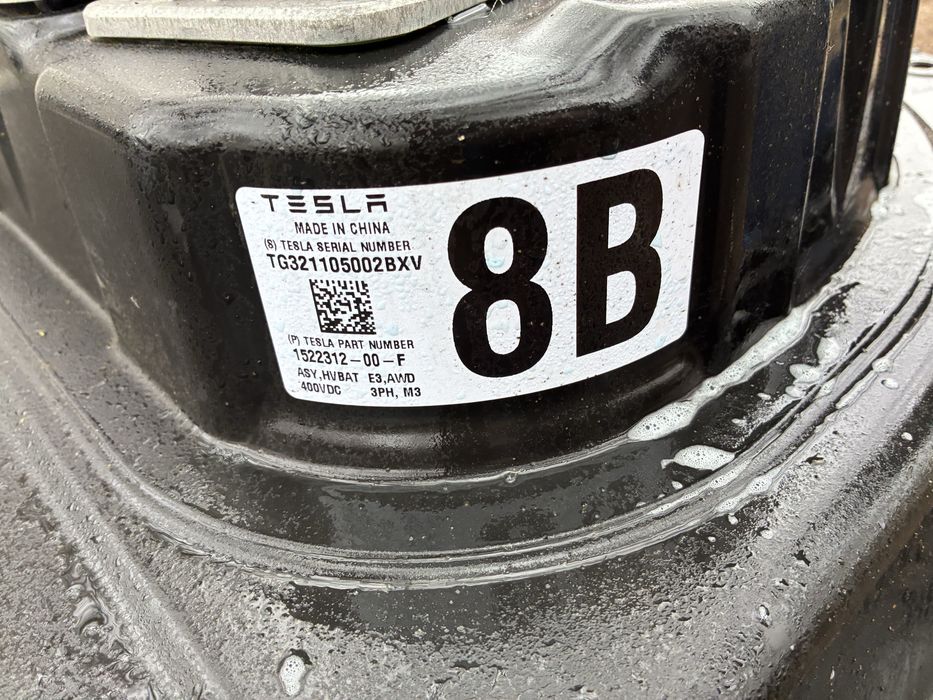 TESLA
MADE IN CHINA
(S) TESLA SERIAL NUMBER
TG321105002BXV
(P) TESLA PART NUMBER
1522312-00-F
ASY,HVBAT E3,AWD
400VDC 3PH, M3
8B